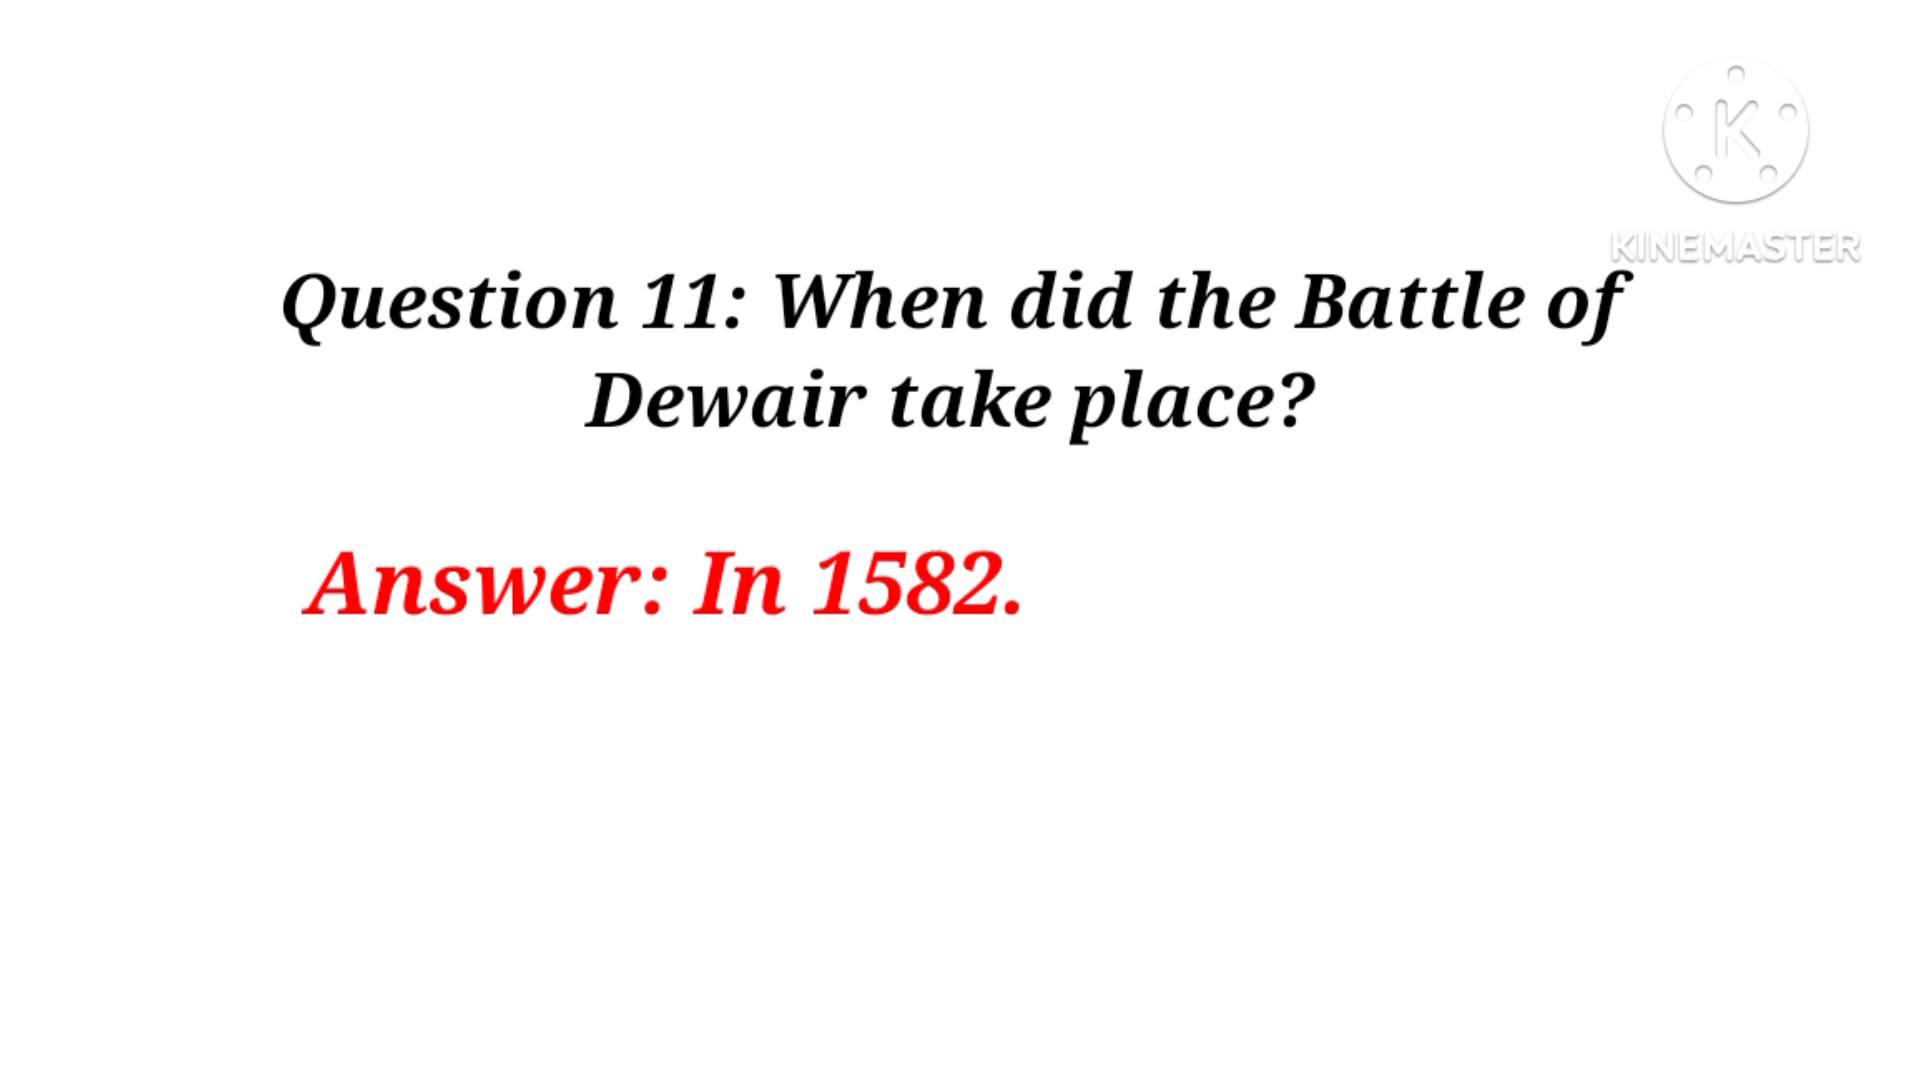 K
KINEMASTER
Question 11: When did the Battle of
Dewair take place?
Answer: In 1582.